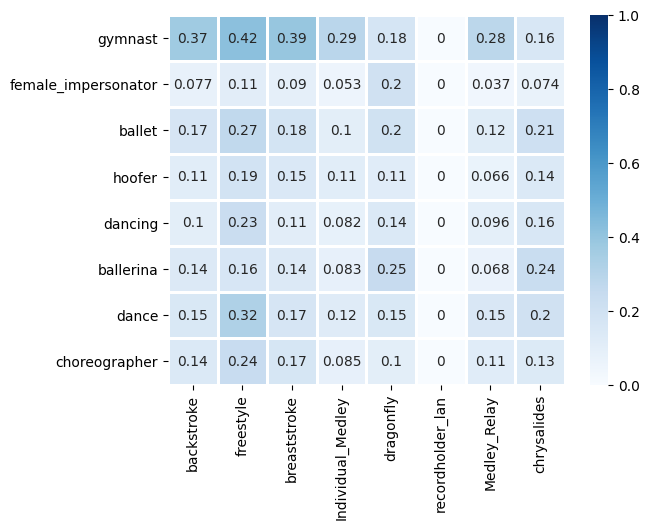 gymnast 0.37 0.42 0.39 0.29 0.18 0 0.28 0.16
female_impersonator 0.077 0.11 0.09 0.053 0.2 0 0.037 0.074
ballet 0.17 0.27 0.18 0.1 0.2 0 0.12 0.21
hoofer 0.11 0.19 0.15 0.11 0.11 0 0.066 0.14
dancing 0.1 0.23 0.11 0.082 0.14 0 0.096 0.16
ballerina 0.14 0.16 0.14 0.083 0.25 0 0.068 0.24
dance 0.15 0.32 0.17 0.12 0.15 0 0.15 0.2
choreographer 0.14 0.24 0.17 0.085 0.1 0 0.11 0.13
backstroke
freestyle
breaststroke
Individual_Medley
dragonfly
recordholder_Ian
Medley_Relay
chrysalides
1.0
0.8
0.6
0.4
0.2
0.0